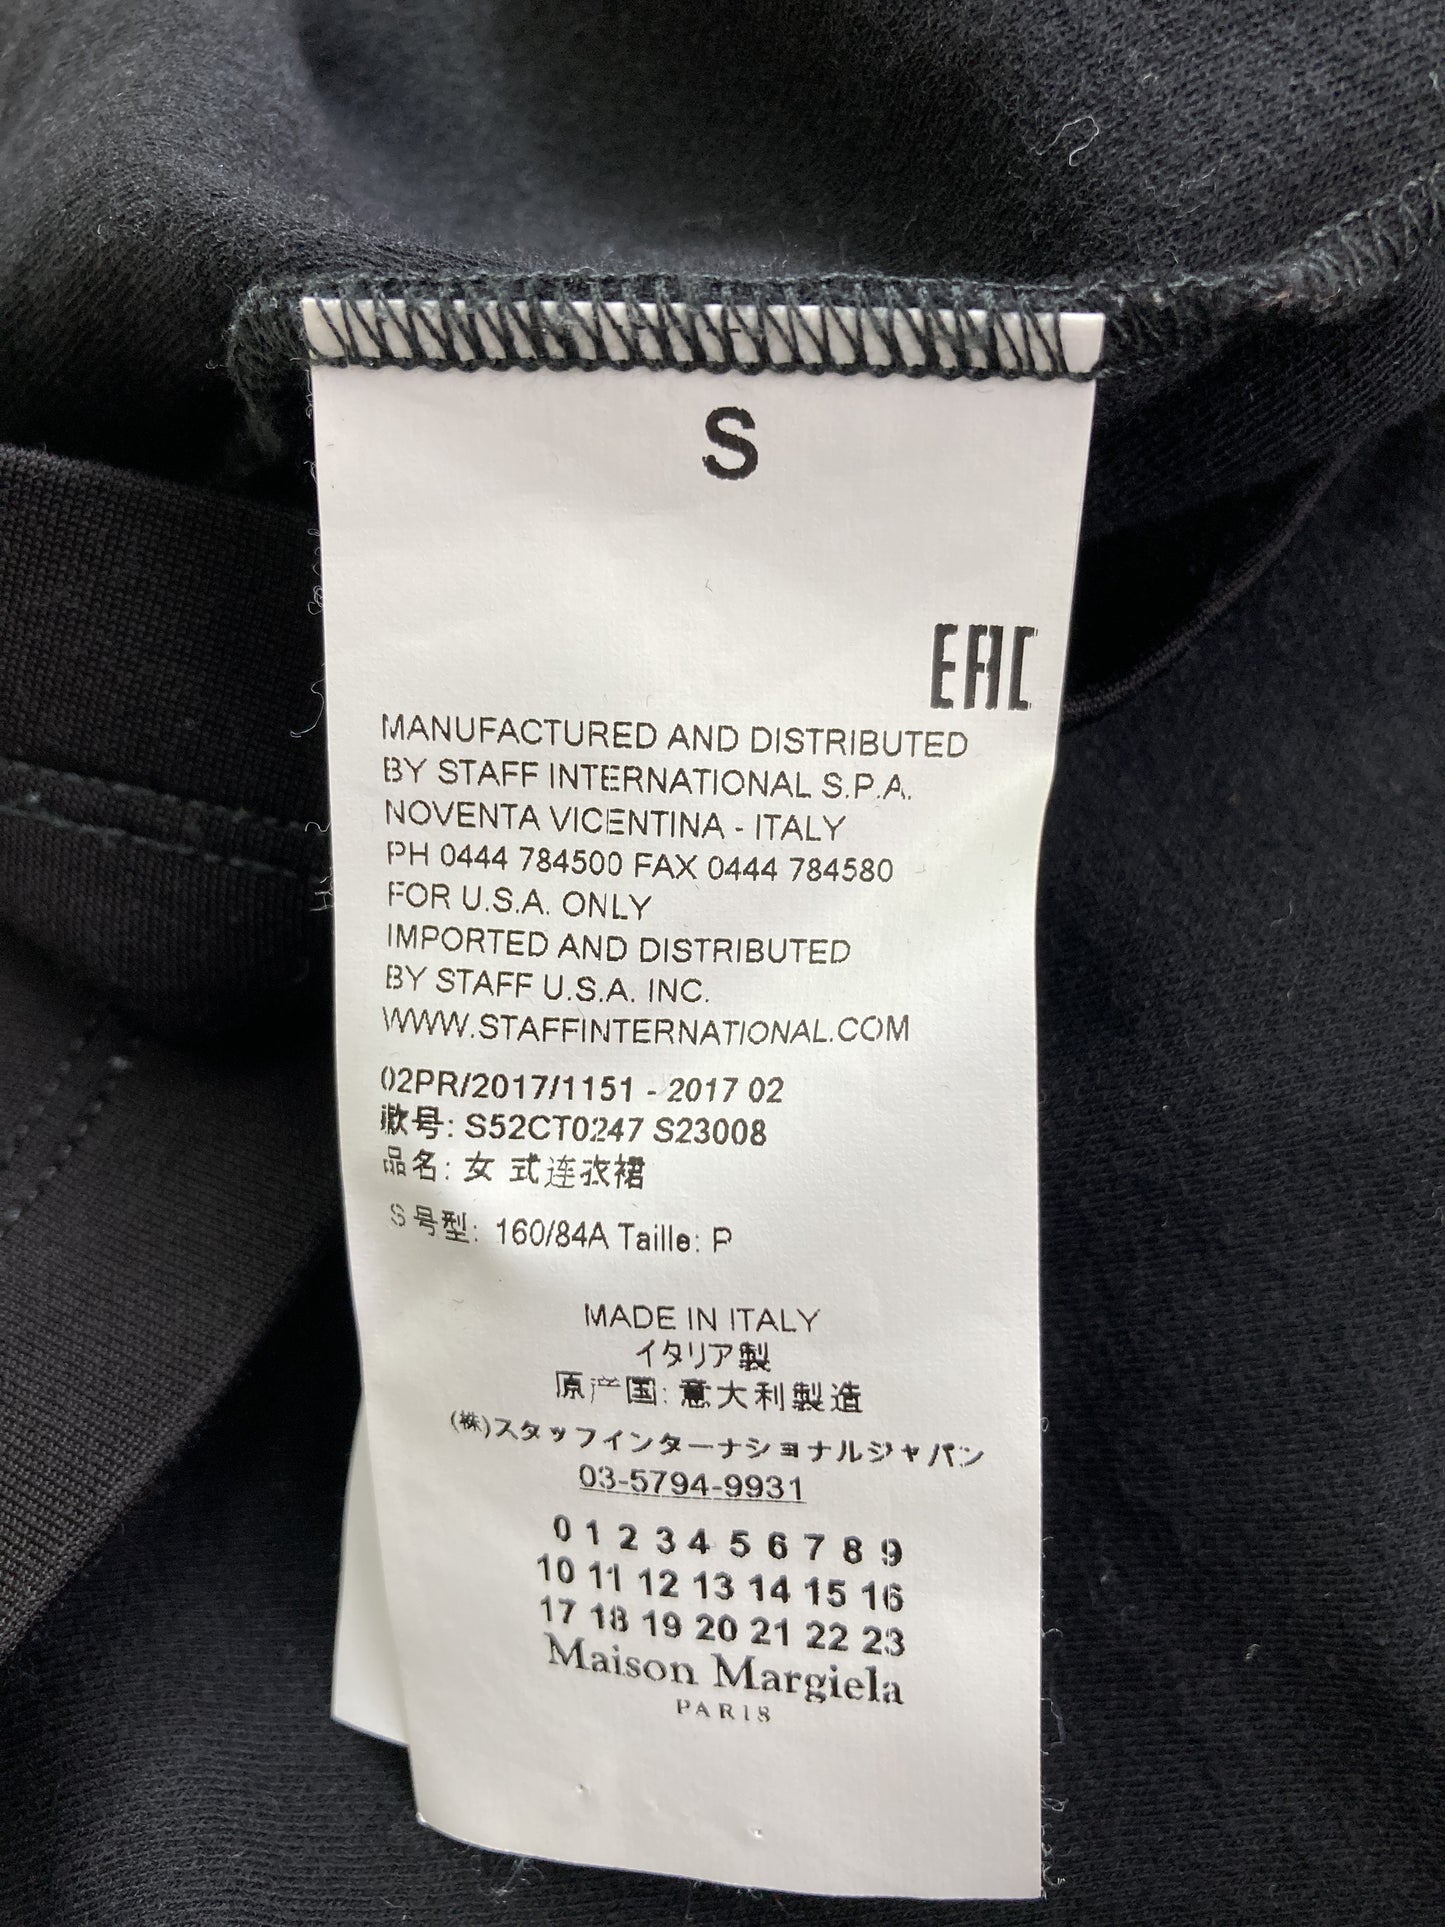 S
EAC
MANUFACTURED AND DISTRIBUTED
BY STAFF INTERNATIONAL S.P.A.
NOVENTA VICENTINA - ITALY
PH 0444 784500 FAX 0444 784580
FOR U.S.A. ONLY
IMPORTED AND DISTRIBUTED
BY STAFF U.S.A. INC.
WWW.STAFFINTERNATIONAL.COM
02PR/2017/1151 - 2017 02
款号: S52CT0247 S23008
品名: 女 式连衣裙
S号型: 160/84A Taille: P
MADE IN ITALY
イタリア製
原产国: 意大利製造
(株)スタッフインターナショナルジャパン
03-5794-9931
0 1 2 3 4 5 6 7 8 9
10 11 12 13 14 15 16
17 18 19 20 21 22 23
Maison Margiela
PARIS